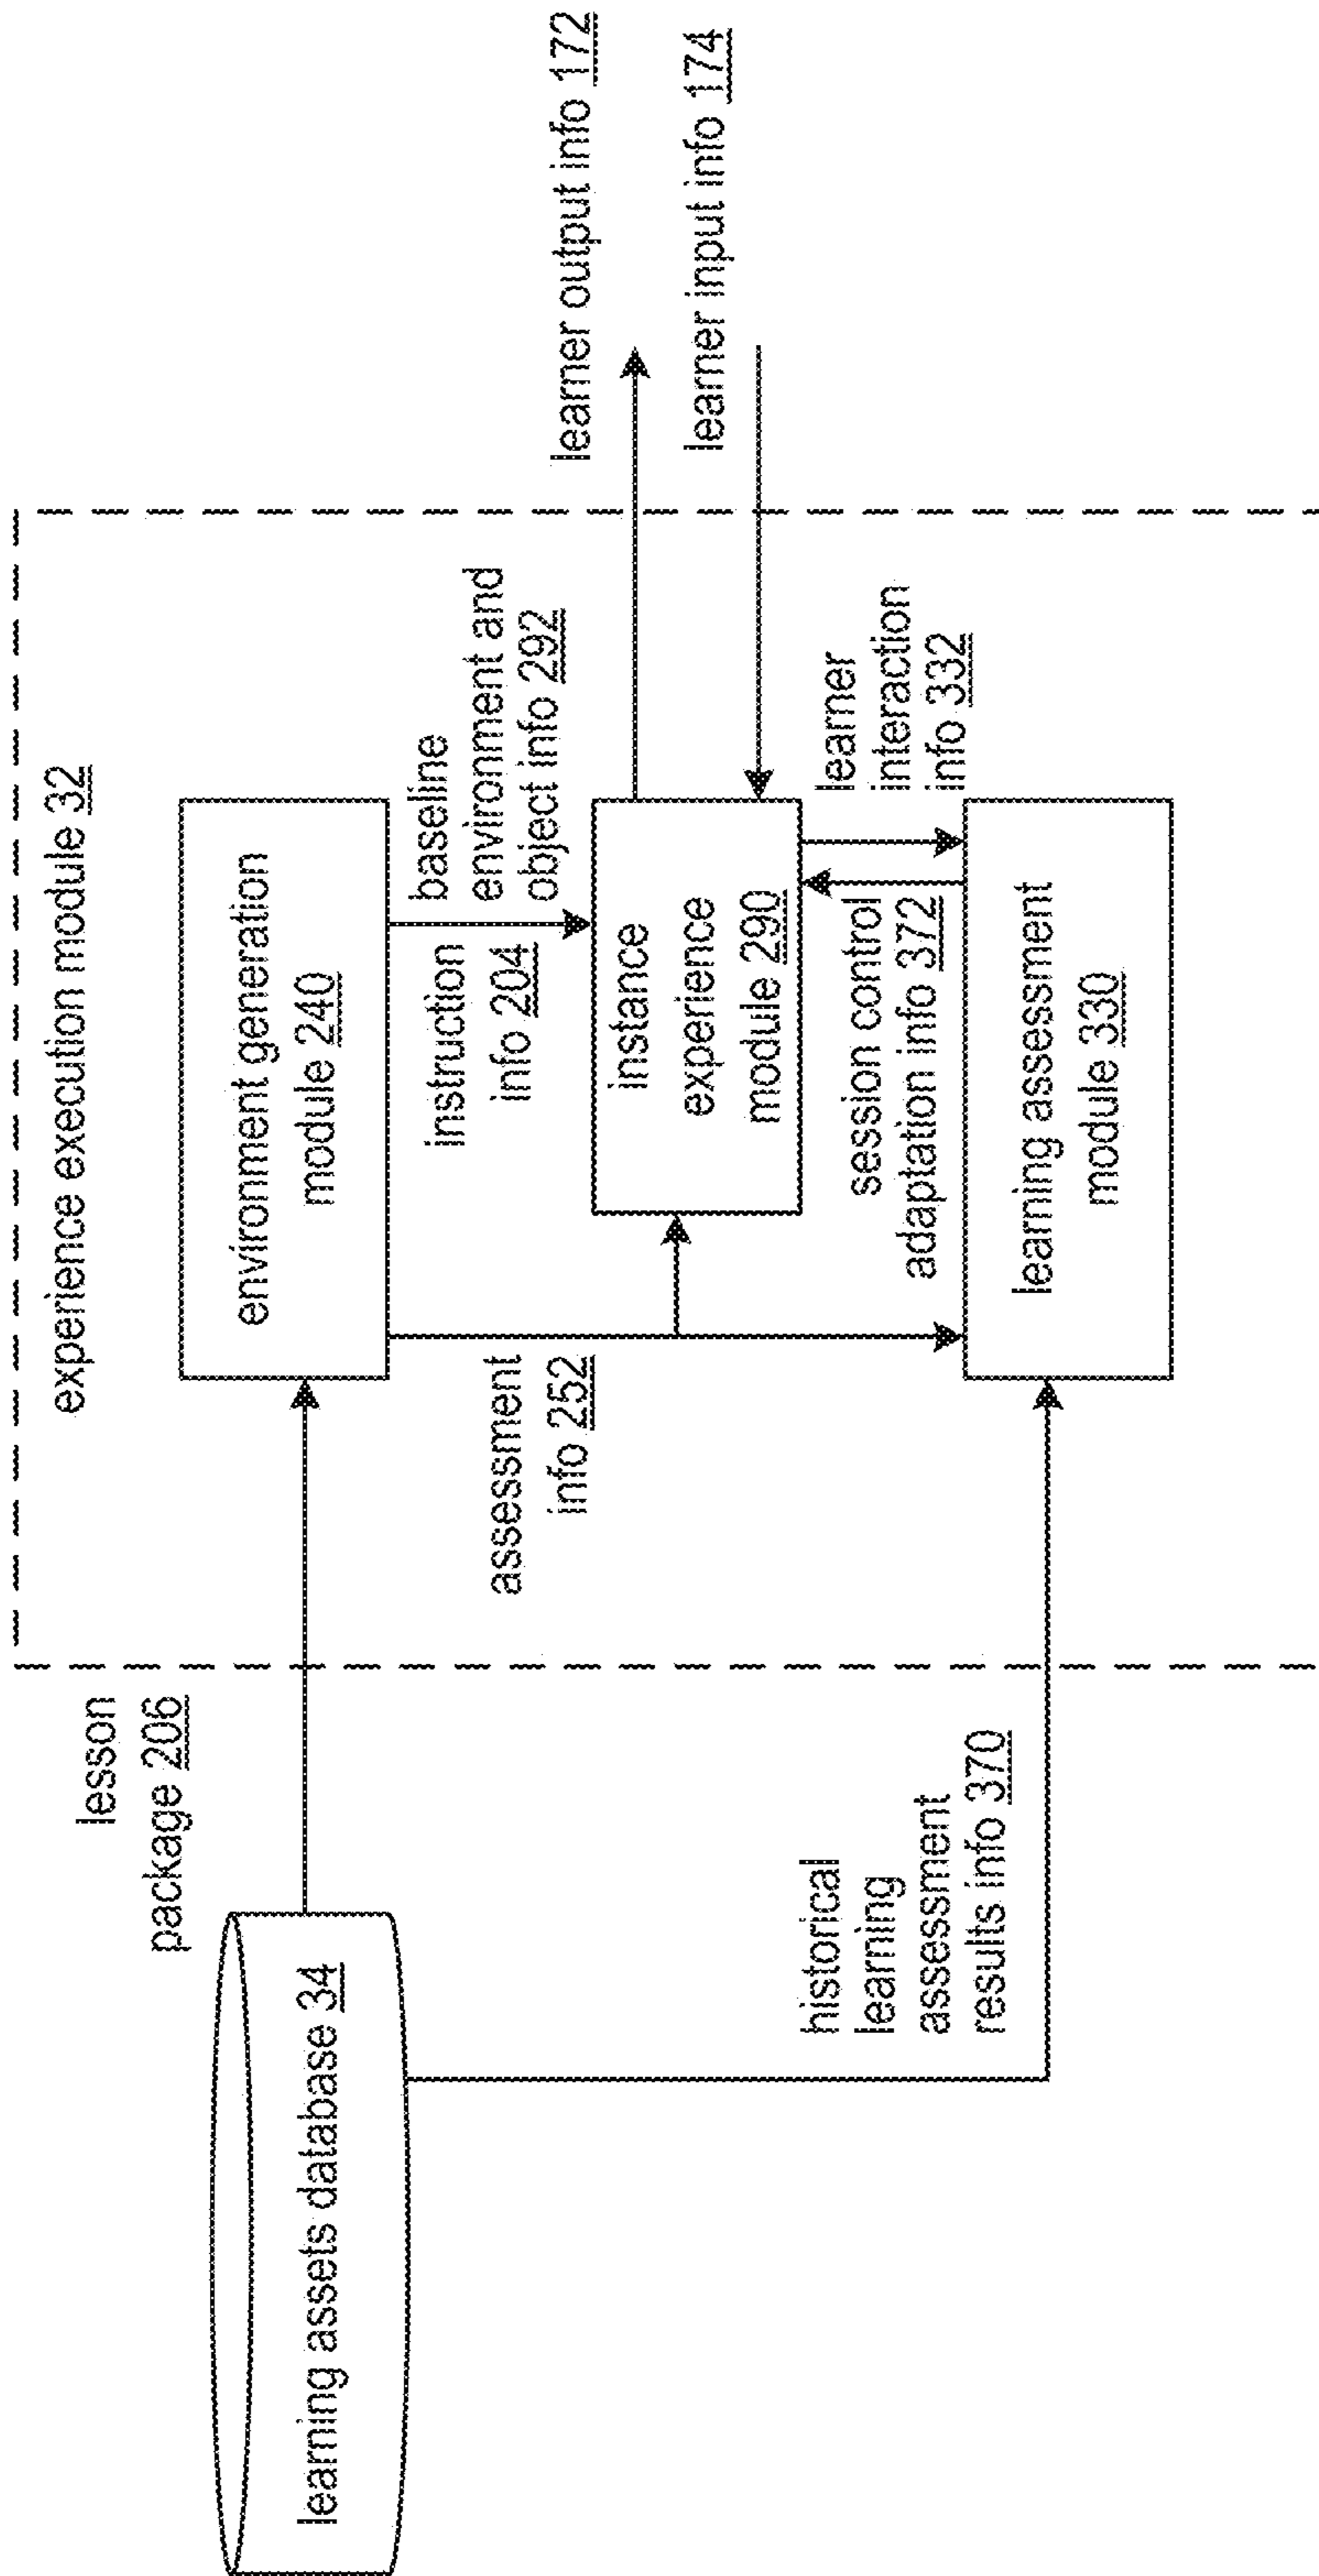 experience execution module 32
lesson
package 206
learning assets database 34
environment generation
module 240
assessment
info 252
instruction
info 204
baseline
environment and
object info 292
instance
experience
module 290
learner output info 172
learner input info 174
session control
adaptation info 372
learner
interaction
info 332
historical
learning
assessment
results info 370
learning assessment
module 330